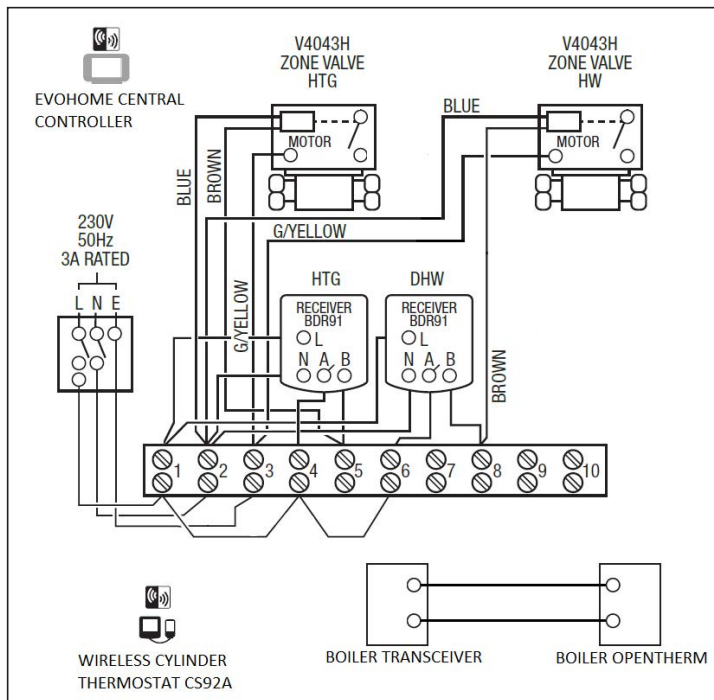 V4043H
ZONE VALVE
HTG
V4043H
ZONE VALVE
HW
EVOHOME CENTRAL
CONTROLLER
MOTOR
MOTOR
BLUE
BLUE
BROWN
G/YELLOW
G/YELLOW
230V
50Hz
3A RATED
L N E
HTG
DHW
RECEIVER
BDR91
L
N A B
RECEIVER
BDR91
L
N A B
BROWN
1 2 3 4 5 6 7 8 9 10
WIRELESS CYLINDER
THERMOSTAT CS92A
BOILER TRANSCEIVER
BOILER OPENTHERM